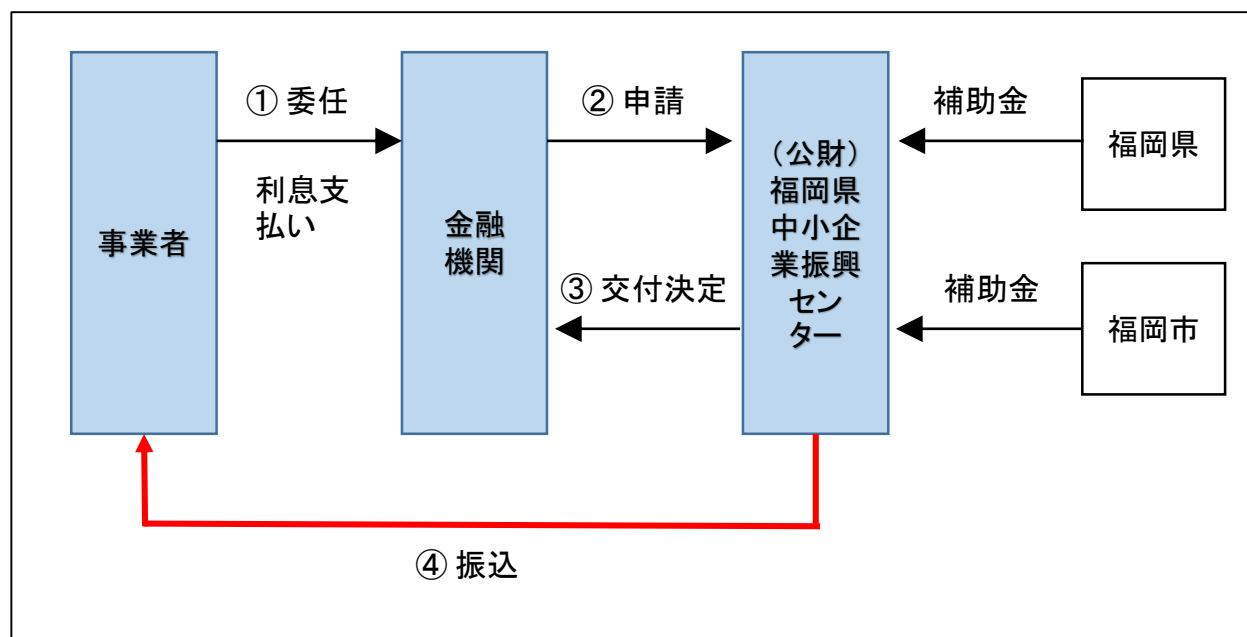 事業者
① 委任
利息支
払い
金融
機関
② 申請
③ 交付決定
（公財）
福岡県
中小企
業振興
セン
ター
補助金
福岡県
補助金
福岡市
④ 振込